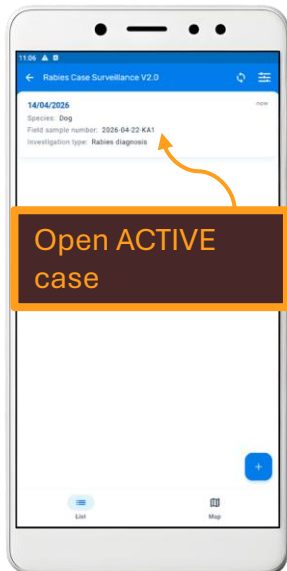 11:06
Rabies Case Surveillance V2.0
14/04/2026
now
Species: Dog
Field sample number: 2026-04-22-KA1
Investigation type: Rabies diagnosis
Open ACTIVE
case
+
List
Map